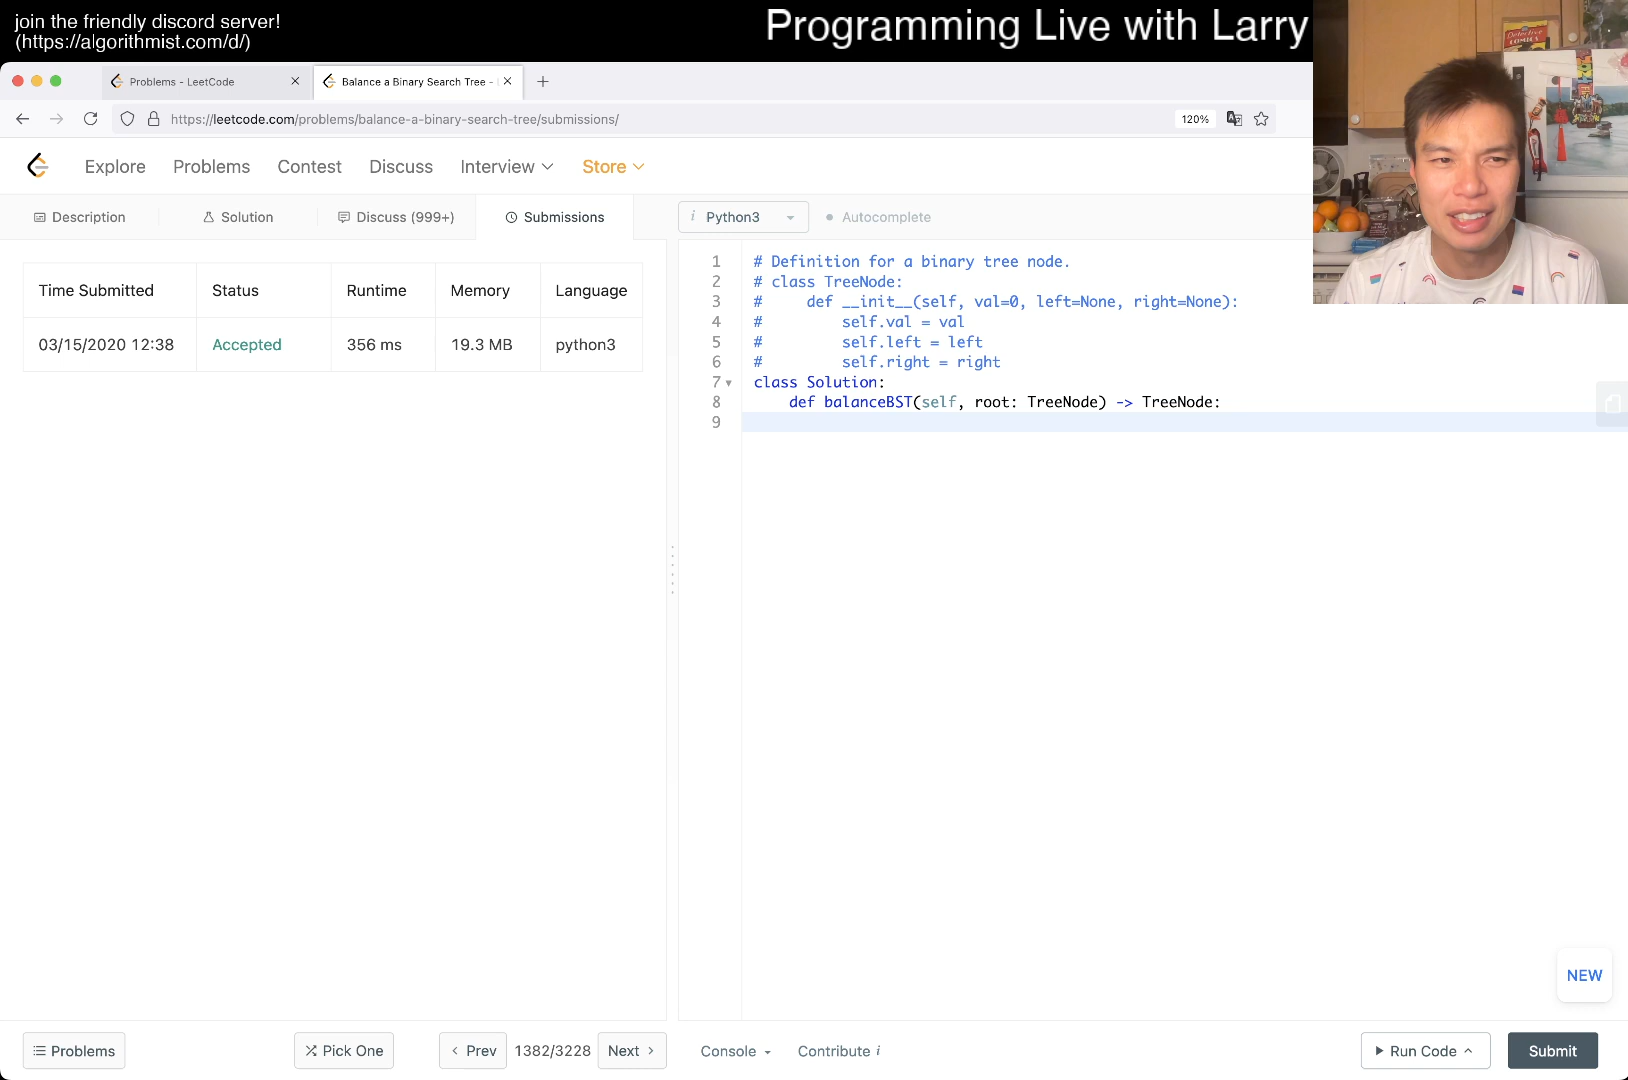 join the friendly discord server!
(https://algorithmist.com/d/)
Programming Live with Larry
Problems - LeetCode
Balance a Binary Search Tree -
https://leetcode.com/problems/balance-a-binary-search-tree/submissions/
120%
Explore
Problems
Contest
Discuss
Interview
Store
Description
Solution
Discuss (999+)
Submissions
i Python3
Autocomplete
Time Submitted
Status
Runtime
Memory
Language
03/15/2020 12:38
Accepted
356 ms
19.3 MB
python3
1 # Definition for a binary tree node.
2 # class TreeNode:
3 #     def __init__(self, val=0, left=None, right=None):
4 #         self.val = val
5 #         self.left = left
6 #         self.right = right
7 class Solution:
8     def balanceBST(self, root: TreeNode) -> TreeNode:
9
NEW
Problems
Pick One
Prev
1382/3228
Next
Console
Contribute i
Run Code
Submit